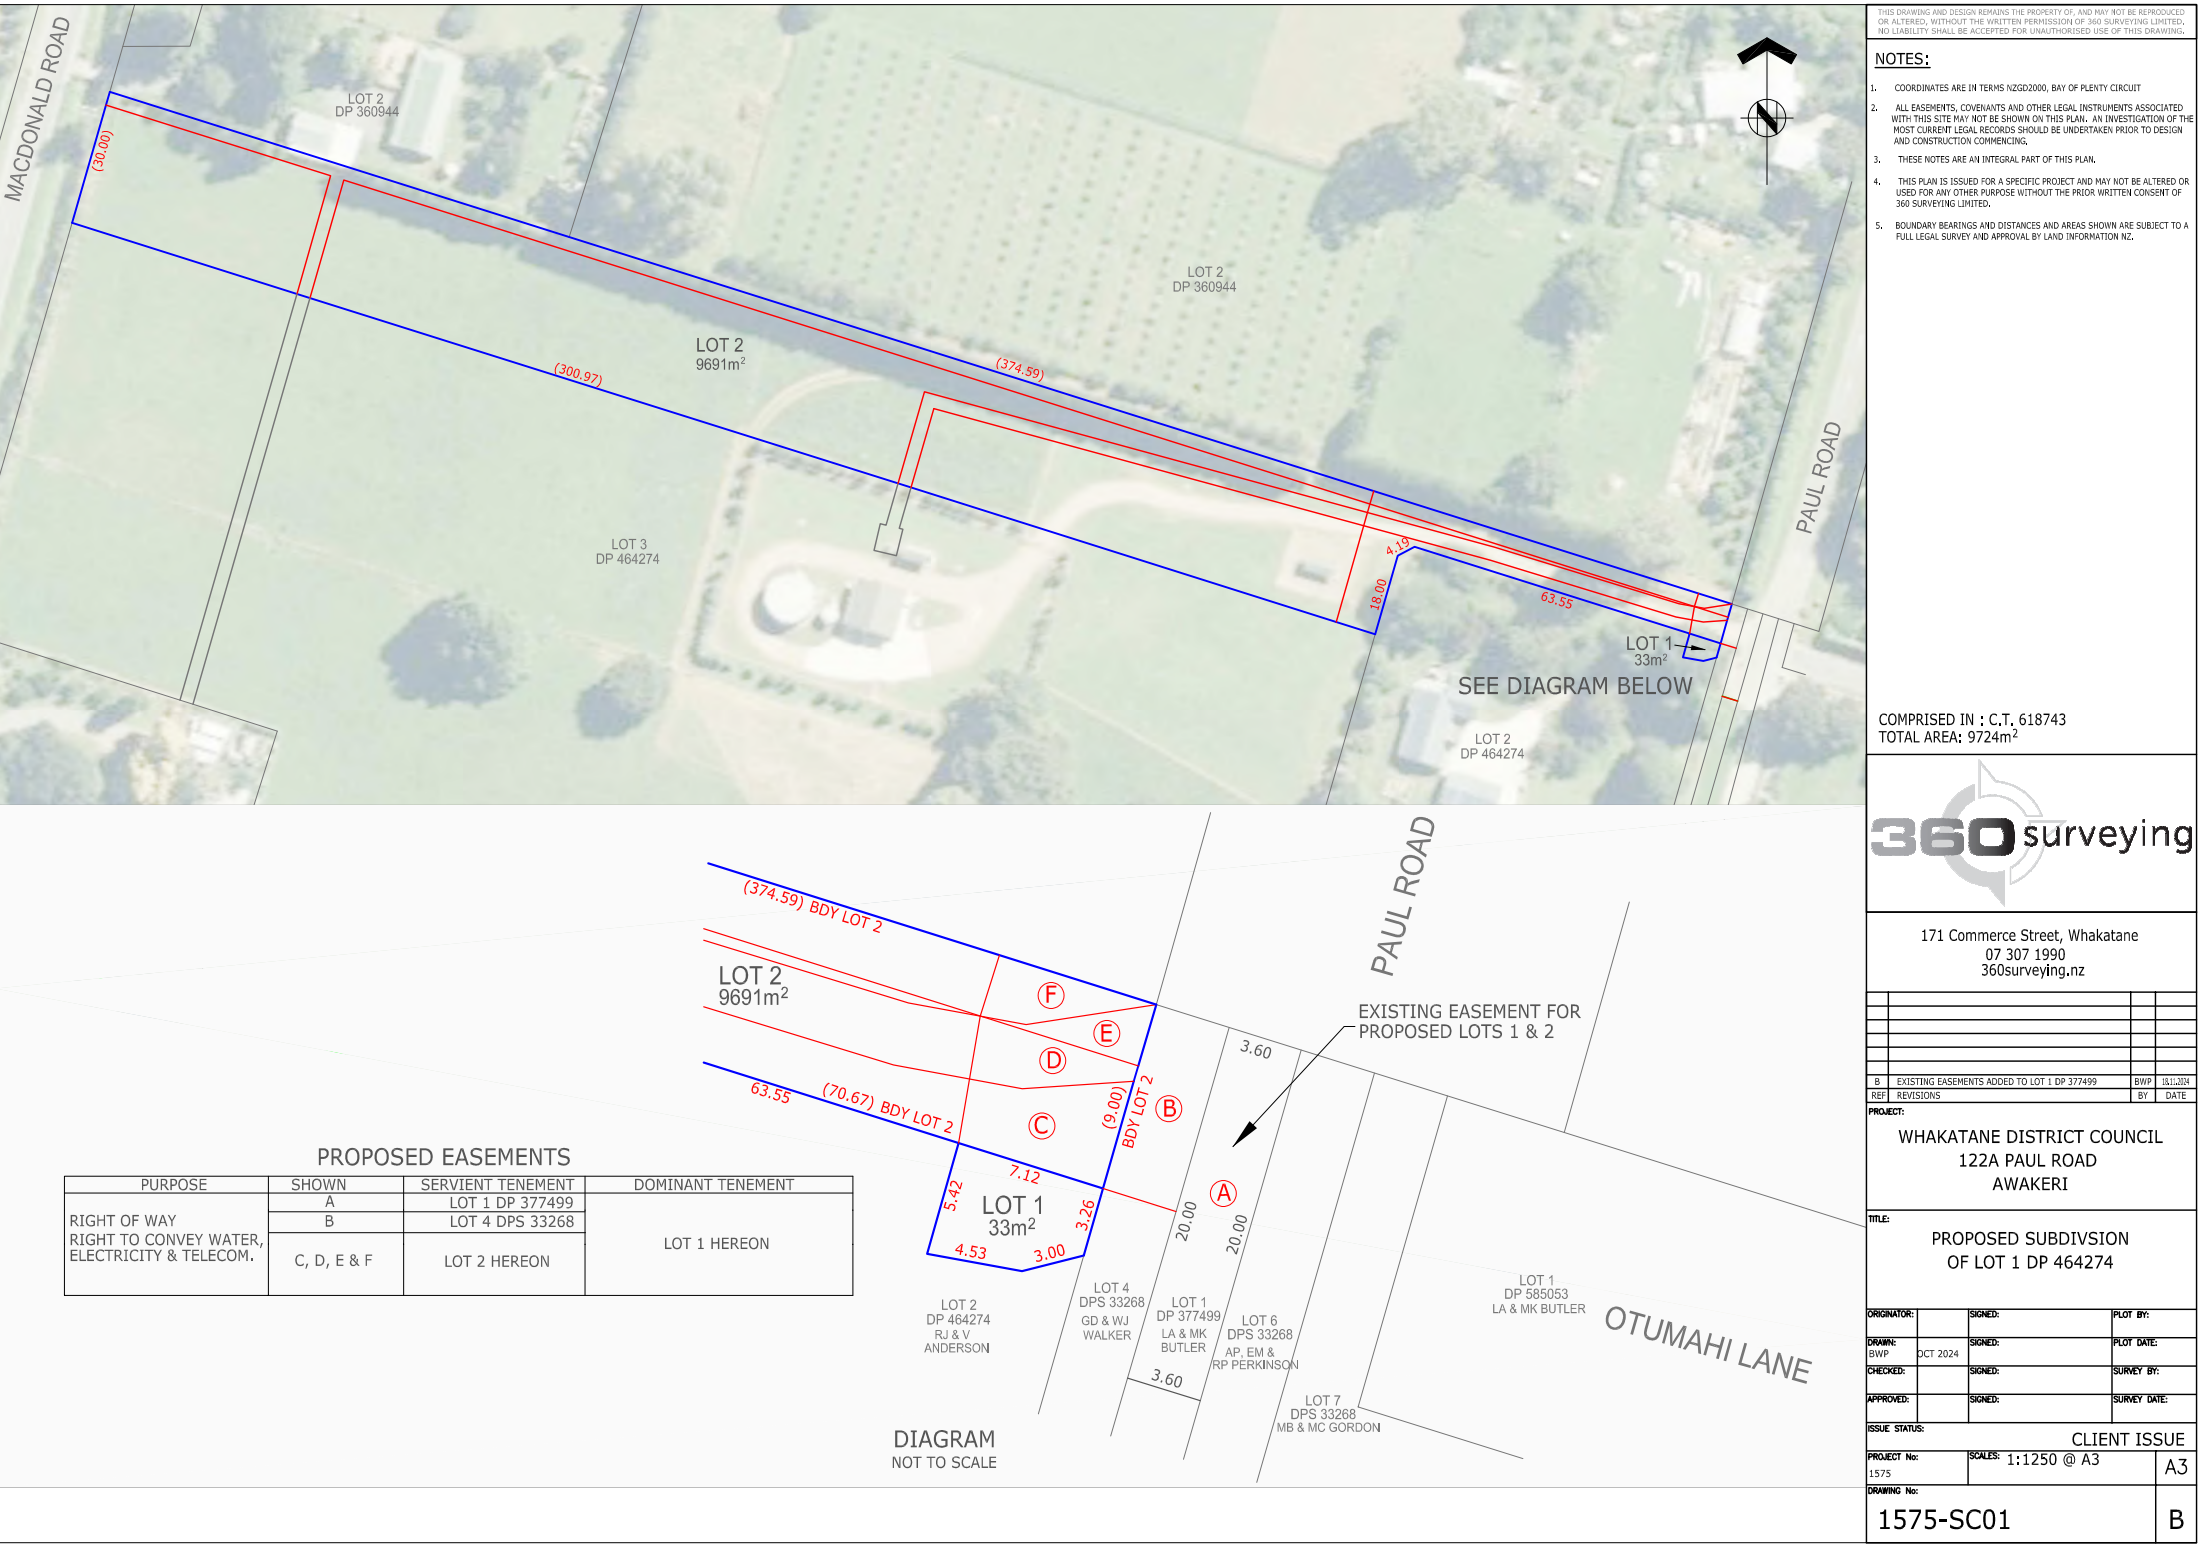 MACDONALD ROAD
(30.00)
LOT 2
DP 360944
LOT 2
DP 360944
LOT 2
9691m²
(300.97)
(374.59)
LOT 3
DP 464274
4.19
18.00
63.55
PAUL ROAD
LOT 1
33m²
SEE DIAGRAM BELOW
LOT 2
DP 464274
(374.59) BDY LOT 2
LOT 2
9691m²
F
E
D
C
B
A
63.55
(70.67) BDY LOT 2
(9.00)
BDY LOT 2
7.12
5.42
LOT 1
33m²
3.26
4.53
3.00
PAUL ROAD
EXISTING EASEMENT FOR
PROPOSED LOTS 1 & 2
3.60
20.00
20.00
3.60
LOT 2
DP 464274
RJ & V
ANDERSON
LOT 4
DPS 33268
GD & WJ
WALKER
LOT 1
DP 377499
LA & MK
BUTLER
LOT 6
DPS 33268
AP, EM &
RP PERKINSON
LOT 7
DPS 33268
MB & MC GORDON
LOT 1
DP 585053
LA & MK BUTLER
OTUMAHI LANE
DIAGRAM
NOT TO SCALE
PROPOSED EASEMENTS
PURPOSE SHOWN SERVIENT TENEMENT DOMINANT TENEMENT
A LOT 1 DP 377499
RIGHT OF WAY B LOT 4 DPS 33268
RIGHT TO CONVEY WATER,
ELECTRICITY & TELECOM.
C, D, E & F LOT 2 HEREON
LOT 1 HEREON
THIS DRAWING AND DESIGN REMAINS THE PROPERTY OF, AND MAY NOT BE REPRODUCED
OR ALTERED, WITHOUT THE WRITTEN PERMISSION OF 360 SURVEYING LIMITED.
NO LIABILITY SHALL BE ACCEPTED FOR UNAUTHORISED USE OF THIS DRAWING.
NOTES:
1. COORDINATES ARE IN TERMS NZGD2000, BAY OF PLENTY CIRCUIT
2. ALL EASEMENTS, COVENANTS AND OTHER LEGAL INSTRUMENTS ASSOCIATED
WITH THIS SITE MAY NOT BE SHOWN ON THIS PLAN. AN INVESTIGATION OF THE
MOST CURRENT LEGAL RECORDS SHOULD BE UNDERTAKEN PRIOR TO DESIGN
AND CONSTRUCTION COMMENCING.
3. THESE NOTES ARE AN INTEGRAL PART OF THIS PLAN.
4. THIS PLAN IS ISSUED FOR A SPECIFIC PROJECT AND MAY NOT BE ALTERED OR
USED FOR ANY OTHER PURPOSE WITHOUT THE PRIOR WRITTEN CONSENT OF
360 SURVEYING LIMITED.
5. BOUNDARY BEARINGS AND DISTANCES AND AREAS SHOWN ARE SUBJECT TO A
FULL LEGAL SURVEY AND APPROVAL BY LAND INFORMATION NZ.
COMPRISED IN : C.T. 618743
TOTAL AREA: 9724m²
360 surveying
171 Commerce Street, Whakatane
07 307 1990
360surveying.nz
B EXISTING EASEMENTS ADDED TO LOT 1 DP 377499 BWP 18.11.2024
REF REVISIONS BY DATE
PROJECT:
WHAKATANE DISTRICT COUNCIL
122A PAUL ROAD
AWAKERI
TITLE:
PROPOSED SUBDIVSION
OF LOT 1 DP 464274
ORIGINATOR: SIGNED: PLOT BY:
DRAWN: SIGNED: PLOT DATE:
BWP OCT 2024
CHECKED: SIGNED: SURVEY BY:
APPROVED: SIGNED: SURVEY DATE:
ISSUE STATUS:
CLIENT ISSUE
PROJECT No: SCALES: 1:1250 @ A3
1575
A3
DRAWING No:
1575-SC01 B